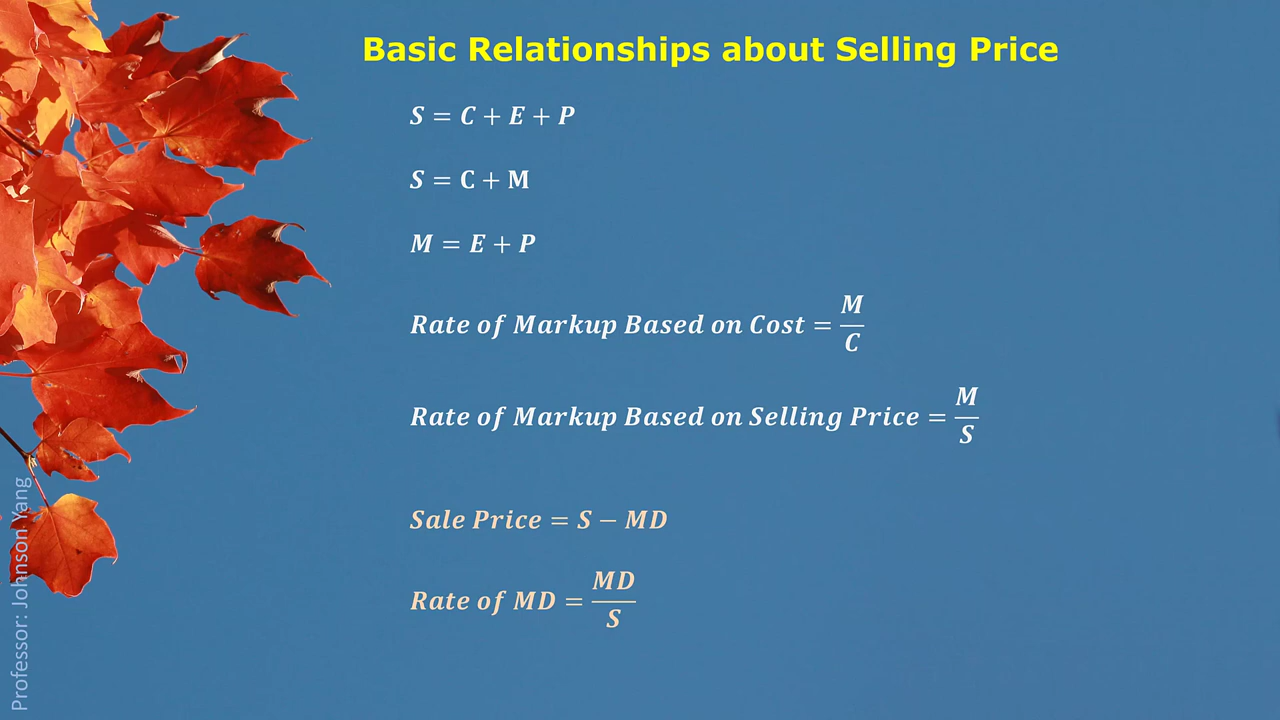 Basic Relationships about Selling Price
S = C + E + P
S = C + M
M = E + P
Rate of Markup Based on Cost = M/C
Rate of Markup Based on Selling Price = M/S
Sale Price = S − MD
Rate of MD = MD/S
Professor: Johnson Yang